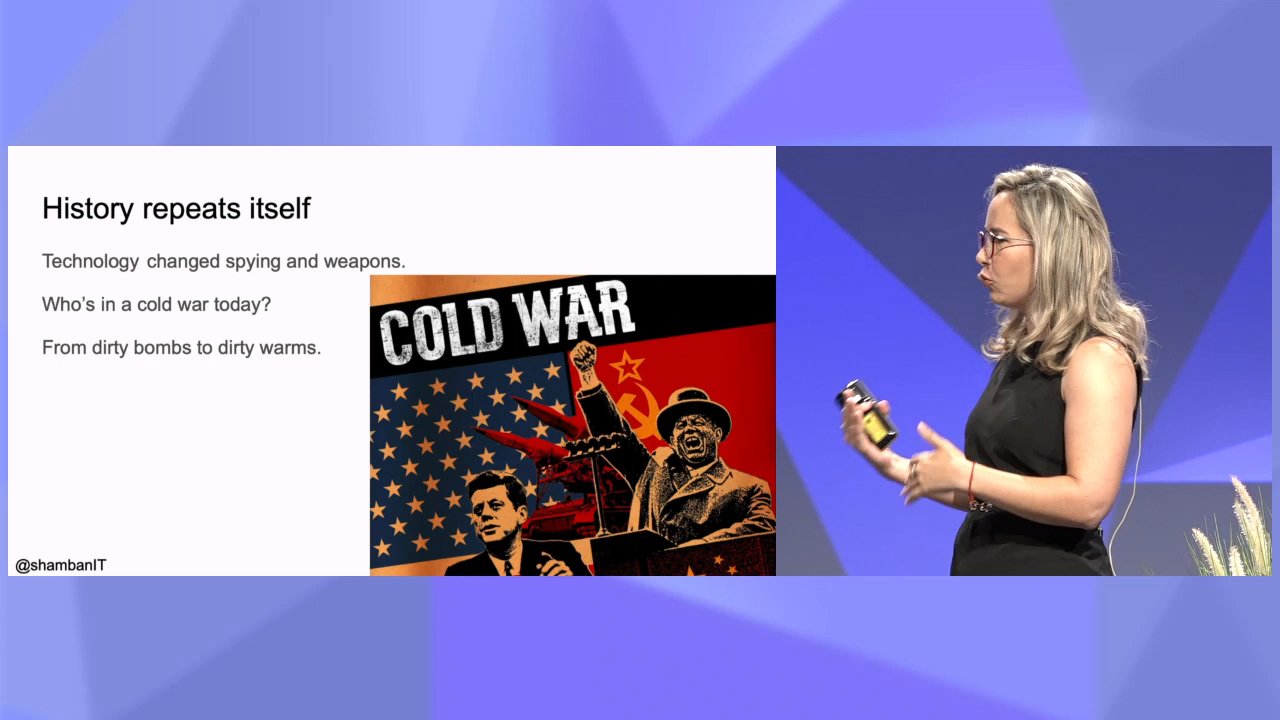 History repeats itself
Technology changed spying and weapons.
Who's in a cold war today?
From dirty bombs to dirty warms.
COLD WAR
@shambanIT